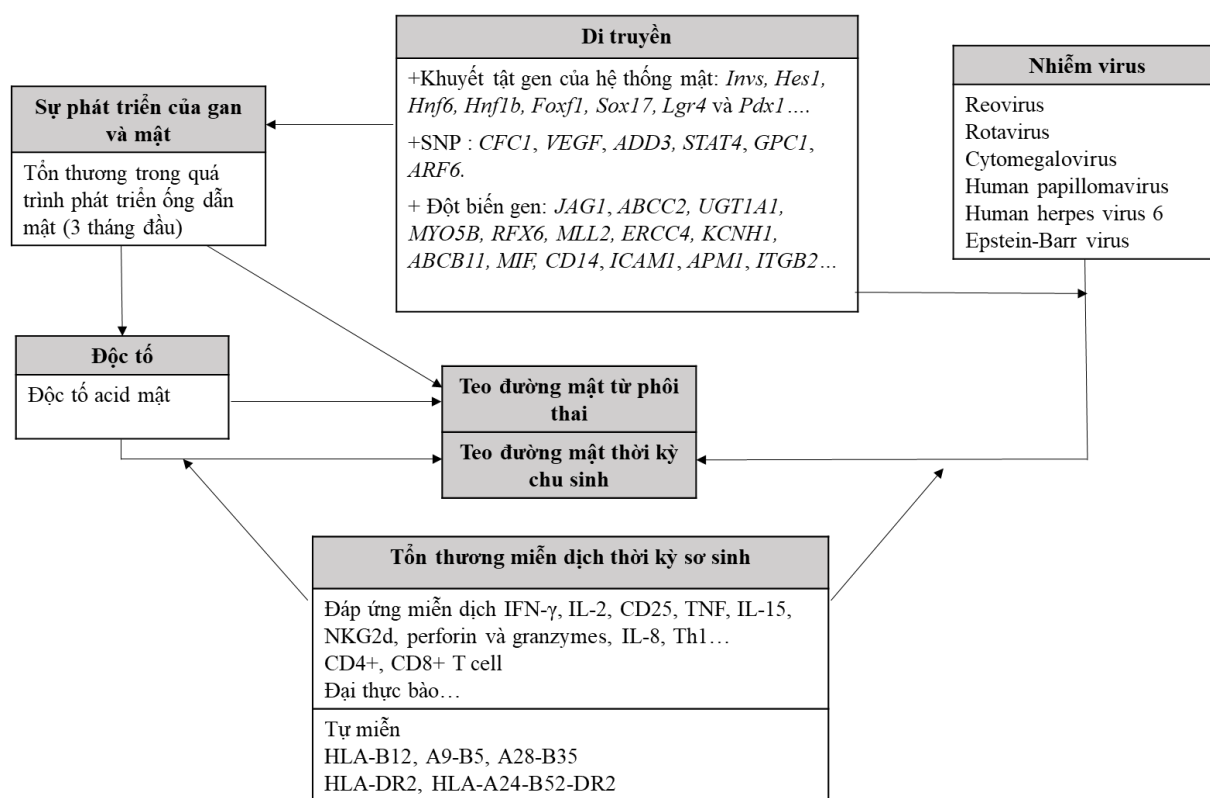 Di truyền
+Khuyết tật gen của hệ thống mật: Invs, Hes1,
Hnf6, Hnf1b, Foxf1, Sox17, Lgr4 và Pdx1….
+SNP : CFC1, VEGF, ADD3, STAT4, GPC1,
ARF6.
+ Đột biến gen: JAG1, ABCC2, UGT1A1,
MYO5B, RFX6, MLL2, ERCC4, KCNH1,
ABCB11, MIF, CD14, ICAM1, APM1, ITGB2…
Nhiễm virus
Reovirus
Rotavirus
Cytomegalovirus
Human papillomavirus
Human herpes virus 6
Epstein-Barr virus
Sự phát triển của gan
và mật
Tổn thương trong quá
trình phát triển ống dẫn
mật (3 tháng đầu)
Độc tố
Độc tố acid mật
Teo đường mật từ phôi
thai
Teo đường mật thời kỳ
chu sinh
Tổn thương miễn dịch thời kỳ sơ sinh
Đáp ứng miễn dịch IFN-γ, IL-2, CD25, TNF, IL-15,
NKG2d, perforin và granzymes, IL-8, Th1…
CD4+, CD8+ T cell
Đại thực bào…
Tự miễn
HLA-B12, A9-B5, A28-B35
HLA-DR2, HLA-A24-B52-DR2